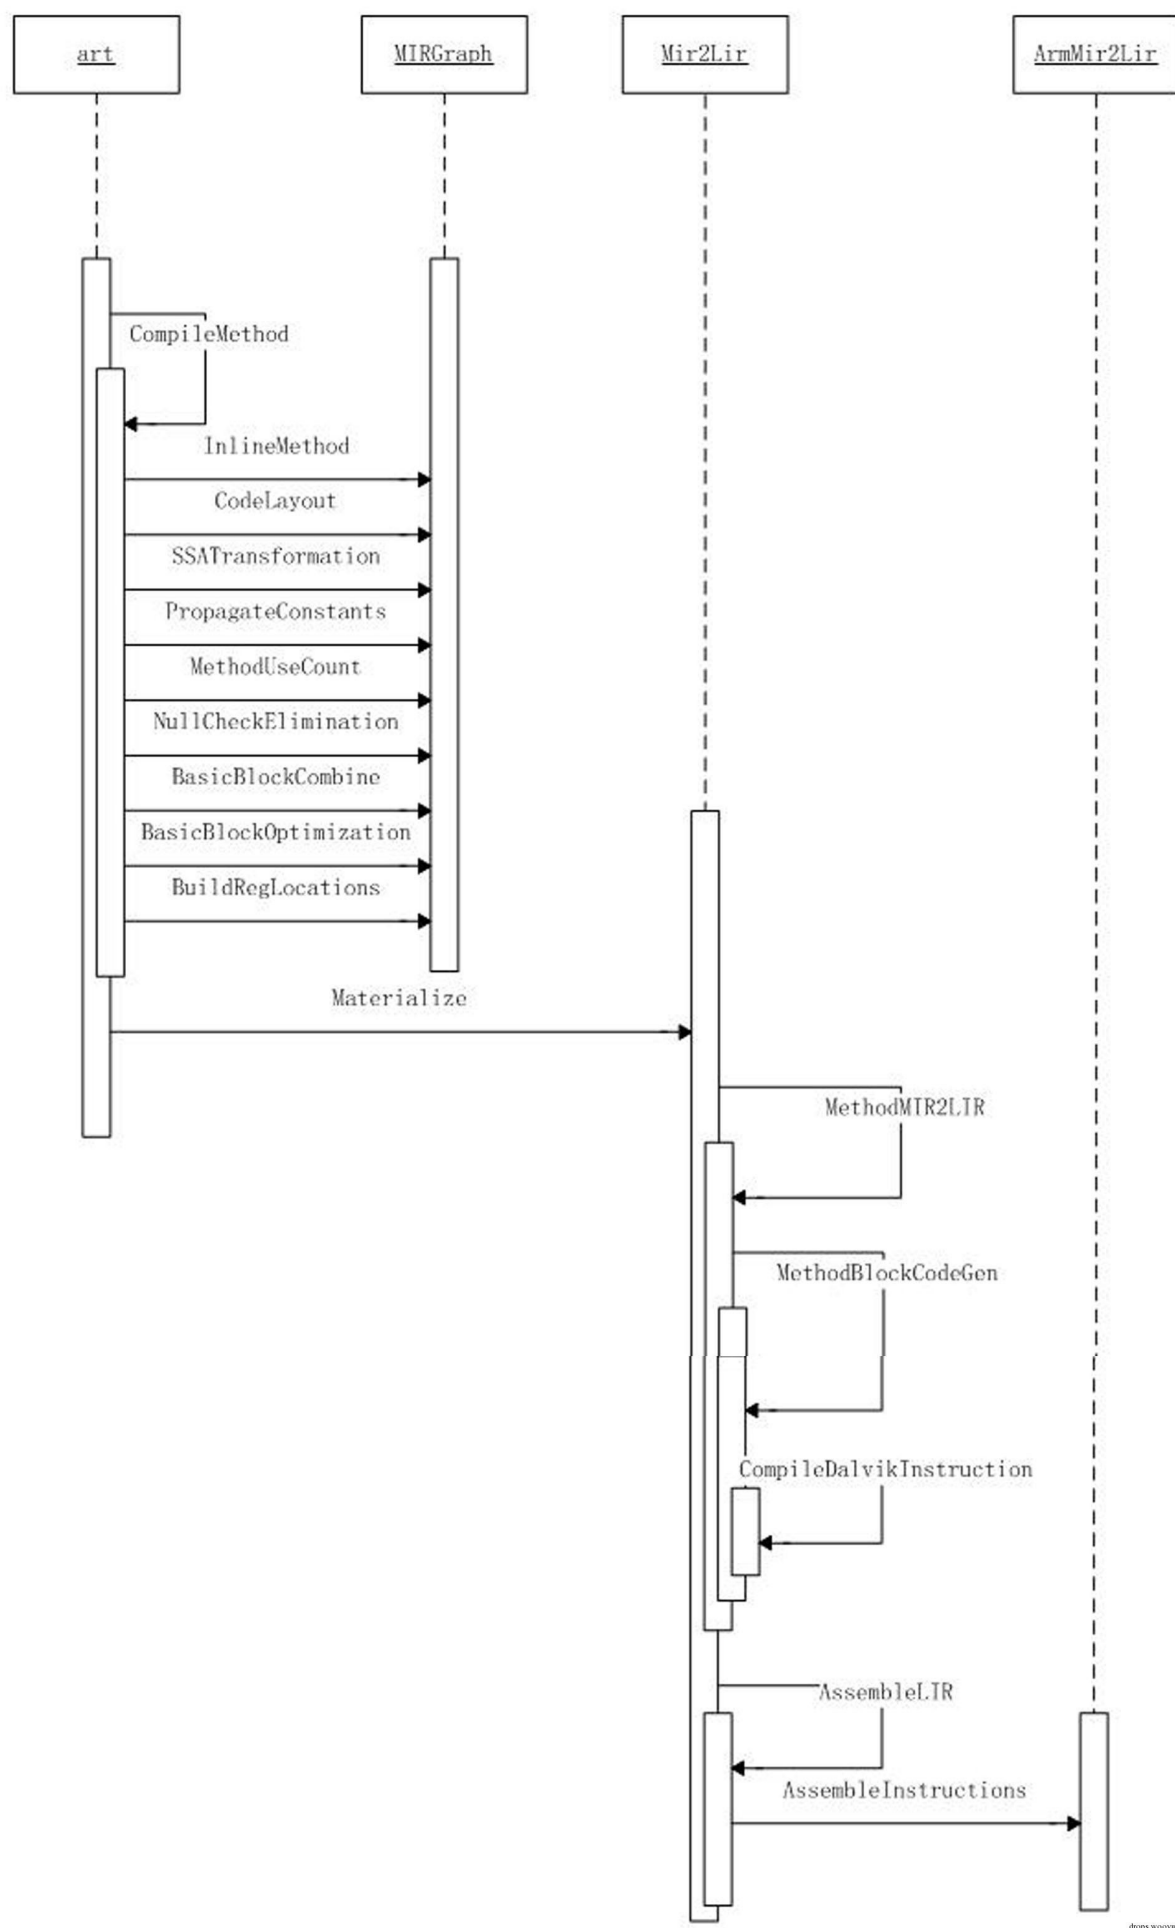 art
MIRGraph
Mir2Lir
ArmMir2Lir
CompileMethod
InlineMethod
CodeLayout
SSATransformation
PropagateConstants
MethodUseCount
NullCheckElimination
BasicBlockCombine
BasicBlockOptimization
BuildRegLocations
Materialize
MethodMIR2LIR
MethodBlockCodeGen
CompileDalvikInstruction
AssembleLIR
AssembleInstructions